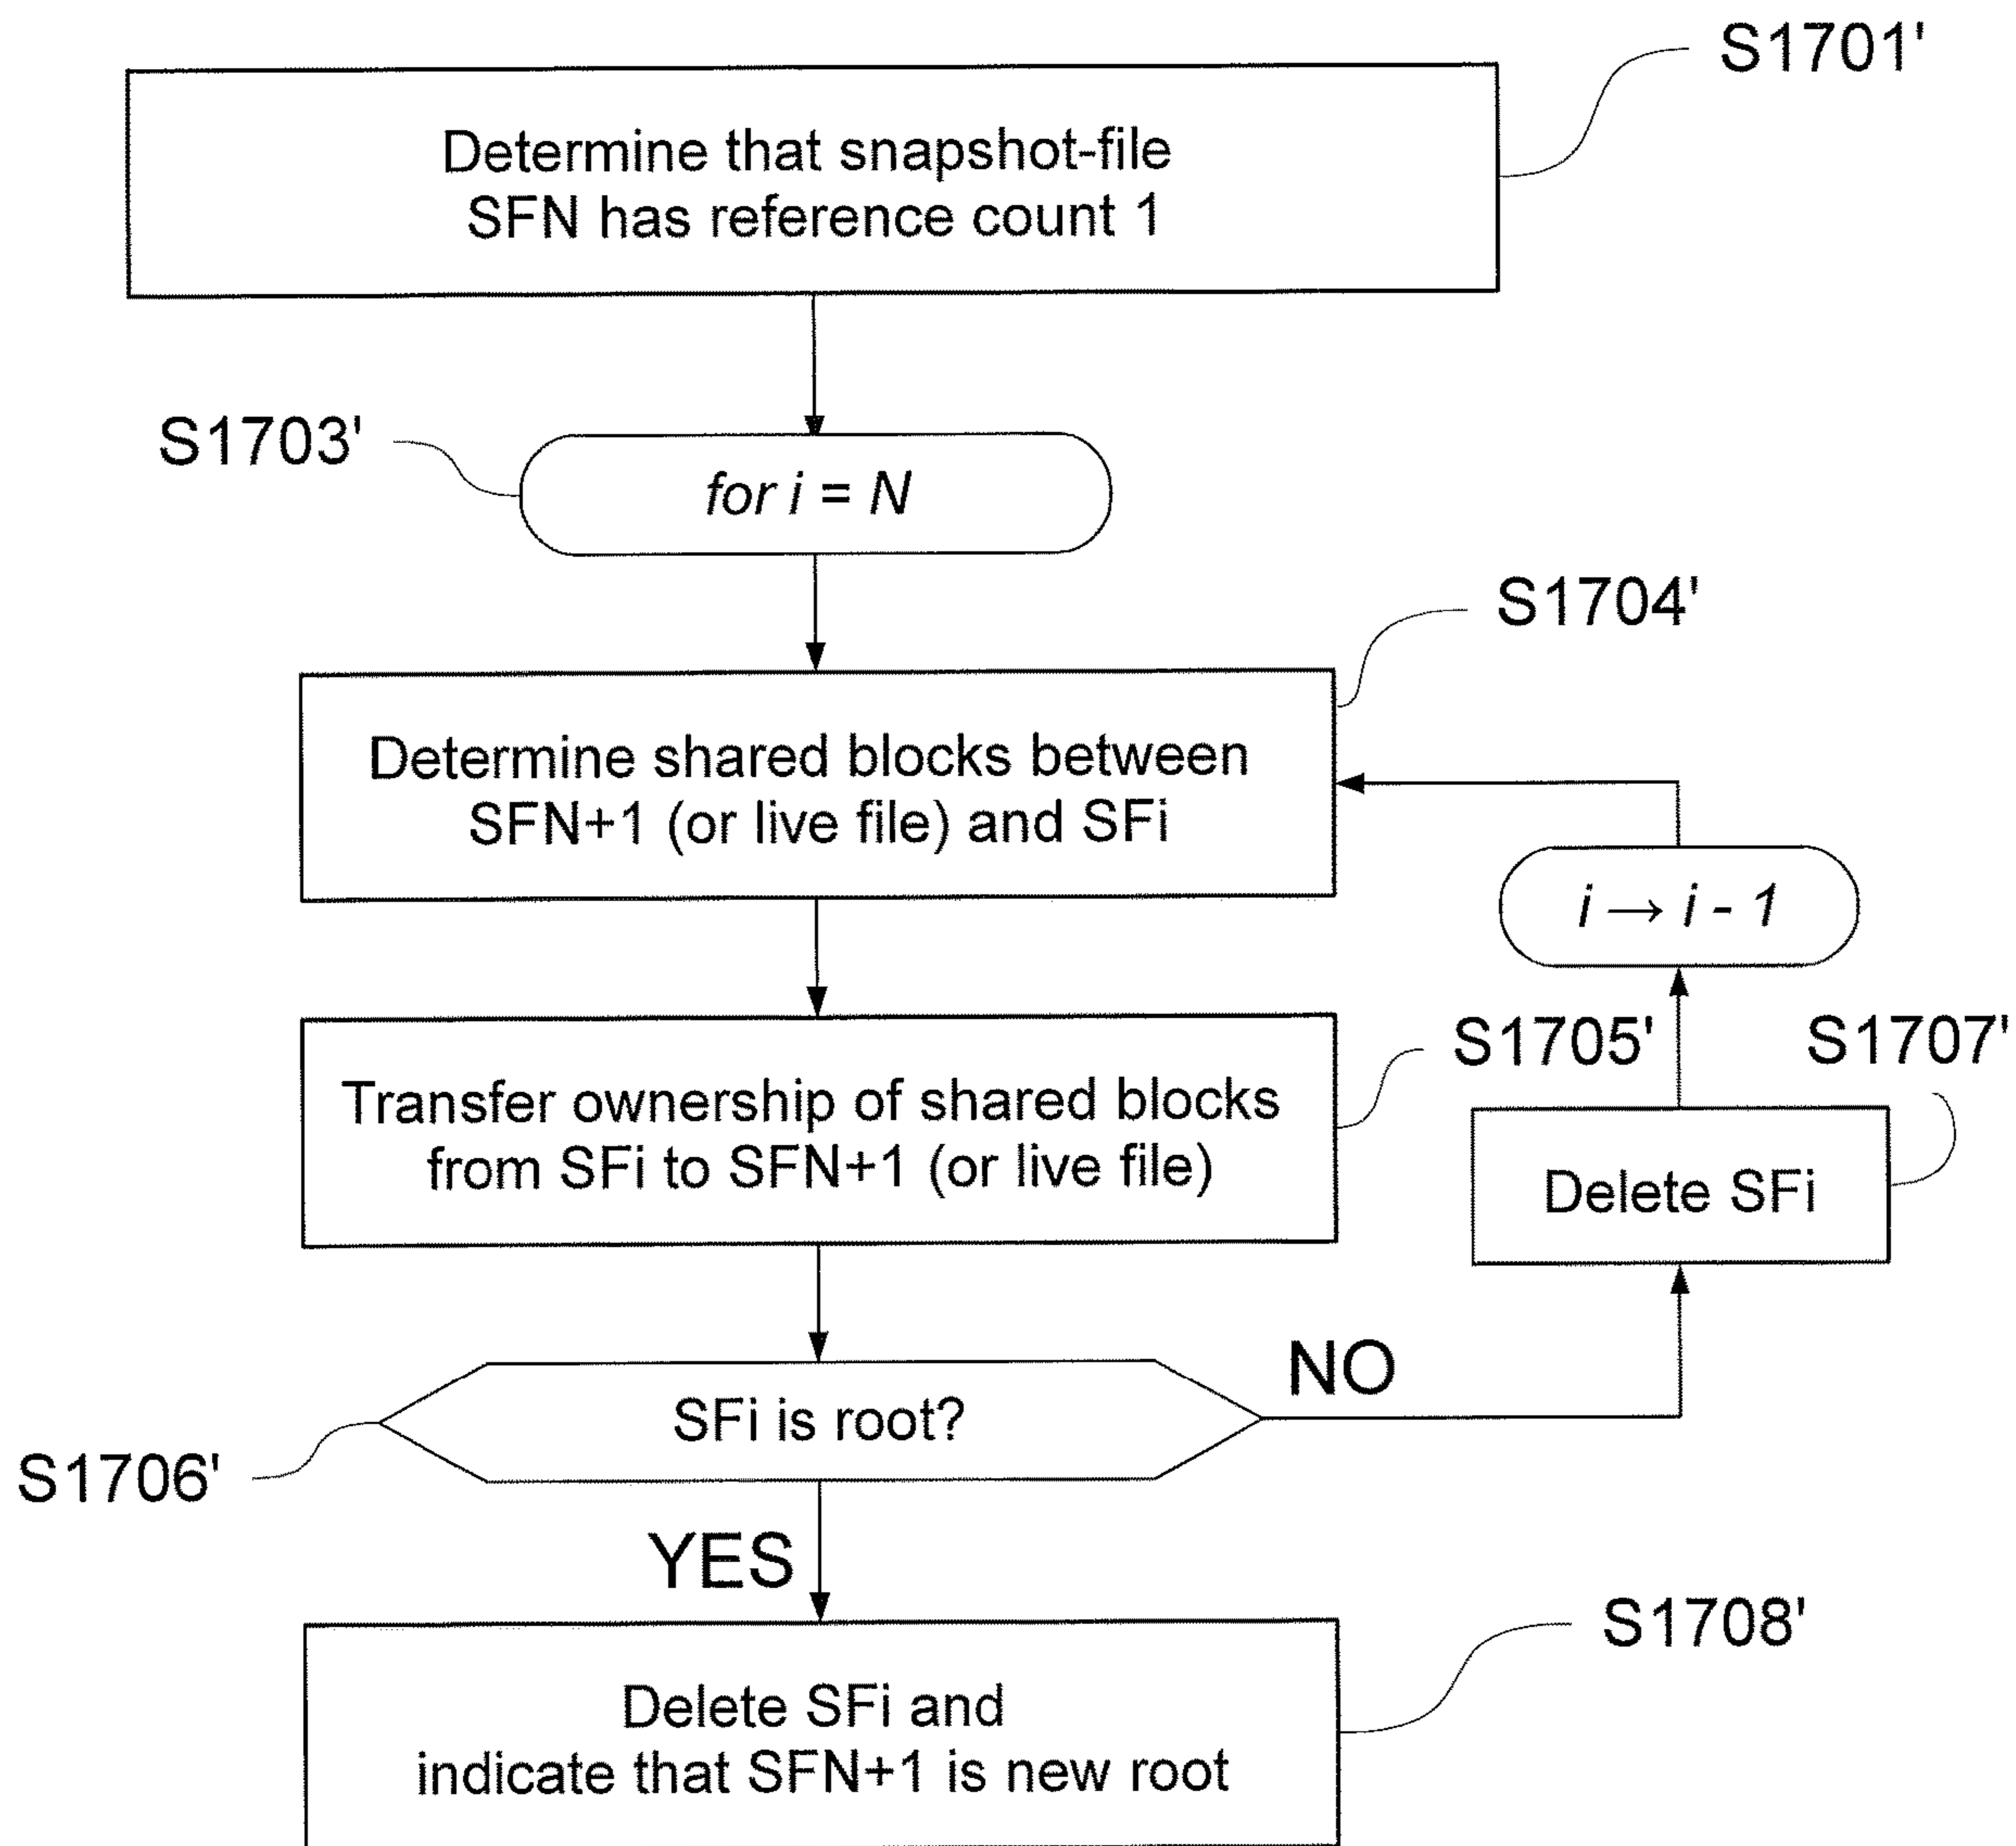 S1701'
Determine that snapshot-file
SFN has reference count 1
S1703'
for i = N
S1704'
Determine shared blocks between
SFN+1 (or live file) and SFi
i → i - 1
S1705'
S1707'
Transfer ownership of shared blocks
from SFi to SFN+1 (or live file)
Delete SFi
NO
SFi is root?
S1706'
YES
S1708'
Delete SFi and
indicate that SFN+1 is new root